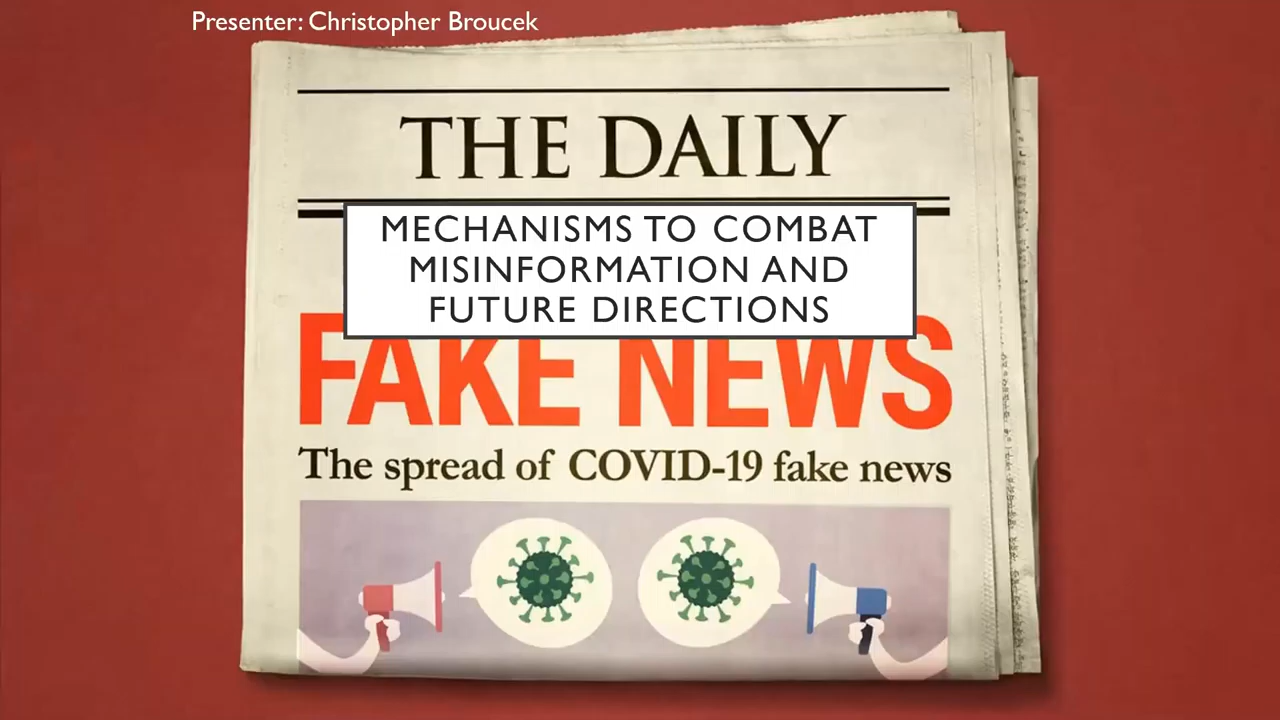 Presenter: Christopher Broucek
THE DAILY
MECHANISMS TO COMBAT
MISINFORMATION AND
FUTURE DIRECTIONS
FAKE NEWS
The spread of COVID-19 fake news